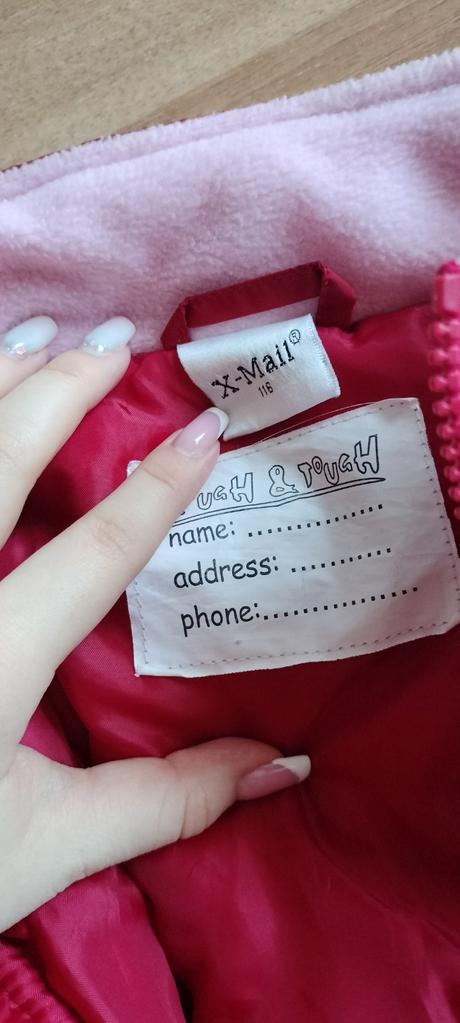 X-Mail®
116
& TOUGH
name: ................
address: ............
phone:..................